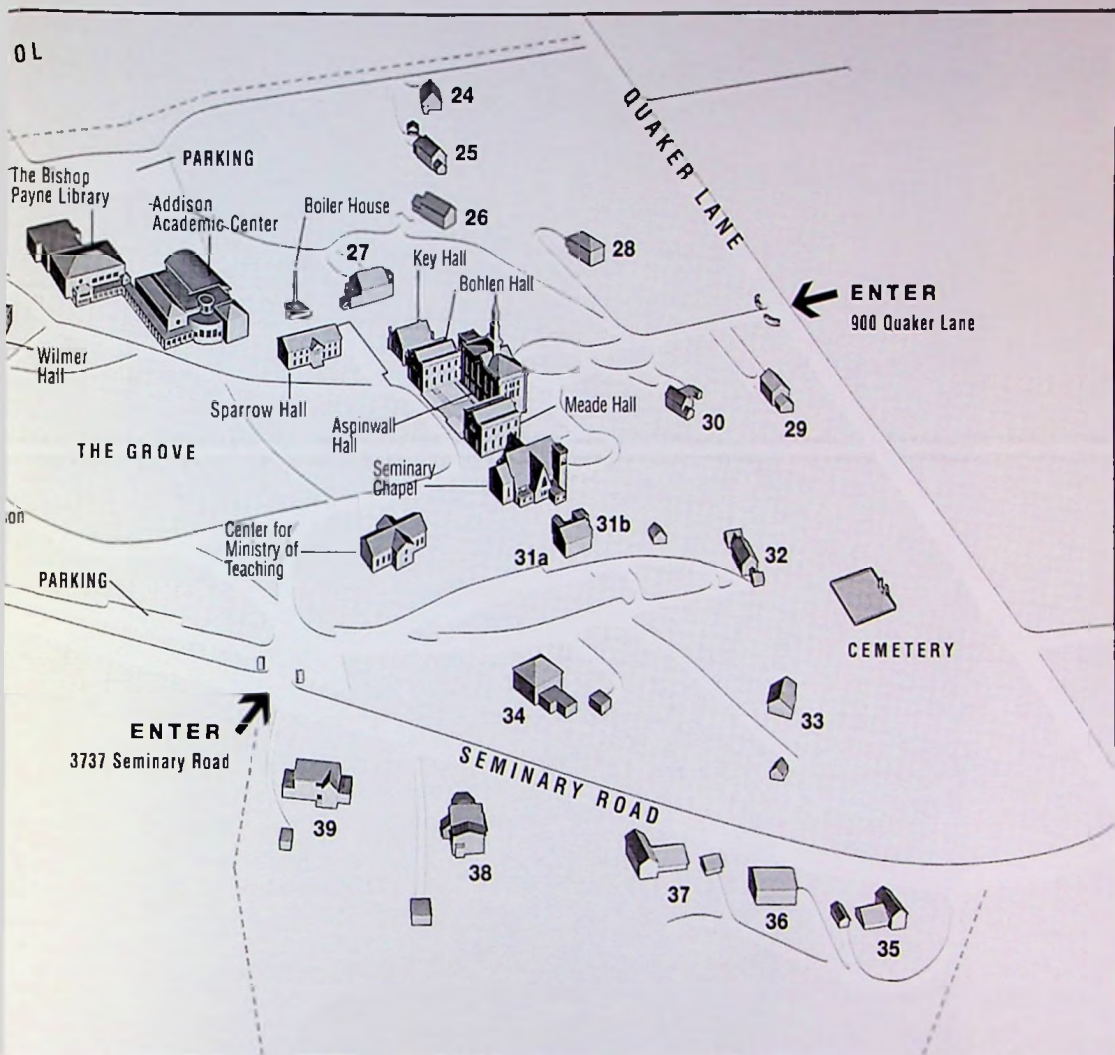 OL
24
QUAKER LANE
25
PARKING
The Bishop
Payne Library
Addison
Academic Center
Boiler House
26
27
Key Hall
28
Bohlen Hall
ENTER
900 Quaker Lane
Wilmer
Hall
Sparrow Hall
Aspinwall
Hall
Meade Hall
30
29
THE GROVE
Seminary
Chapel
son
Center for
Ministry of
Teaching
31b
31a
32
PARKING
CEMETERY
34
33
ENTER
3737 Seminary Road
SEMINARY ROAD
39
38
37
36
35